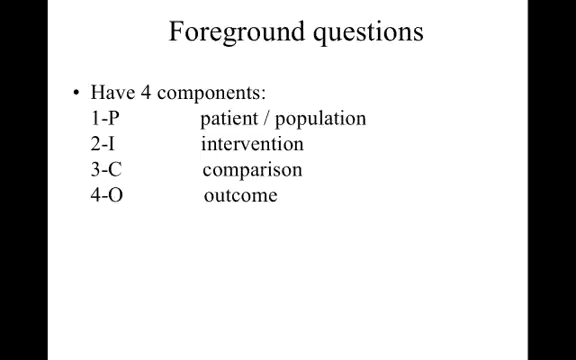 Foreground questions
• Have 4 components:
1-P patient / population
2-I intervention
3-C comparison
4-O outcome